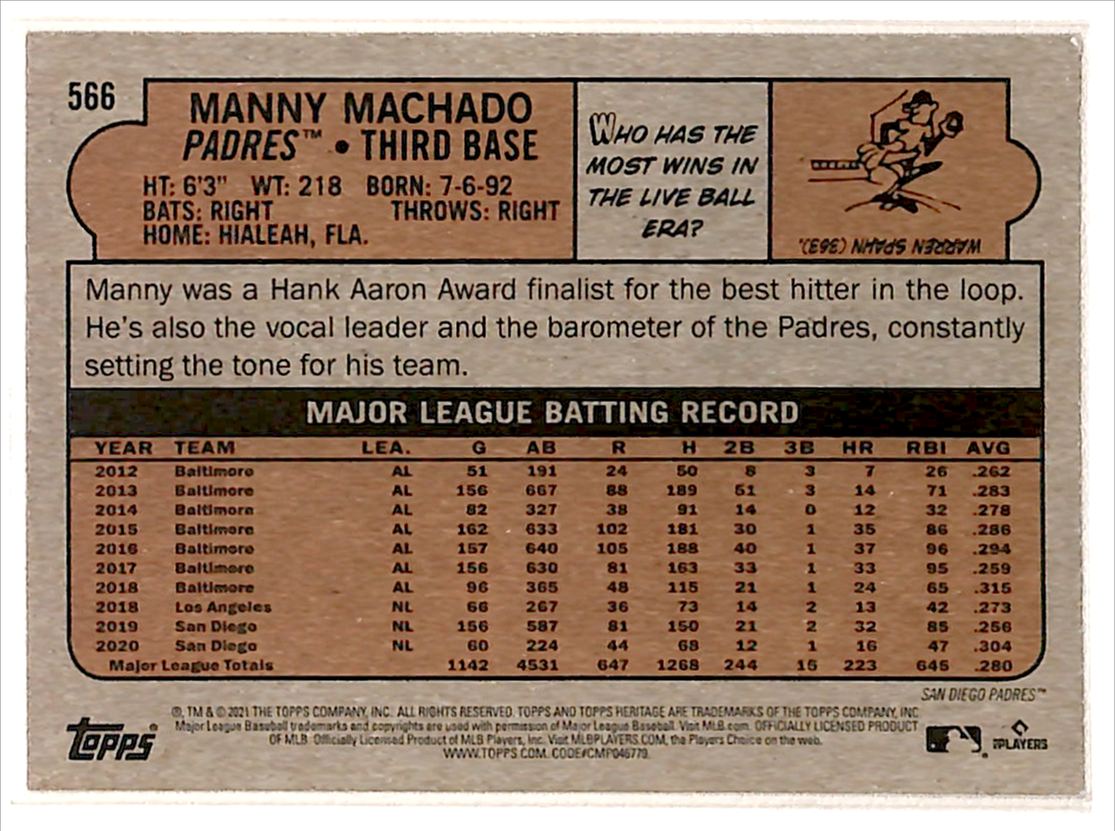 566
MANNY MACHADO
PADRES™ • THIRD BASE
HT: 6'3" WT: 218 BORN: 7-6-92
BATS: RIGHT THROWS: RIGHT
HOME: HIALEAH, FLA.
WHO HAS THE
MOST WINS IN
THE LIVE BALL
ERA?
WARREN SPAHN (363).
Manny was a Hank Aaron Award finalist for the best hitter in the loop.
He's also the vocal leader and the barometer of the Padres, constantly
setting the tone for his team.
MAJOR LEAGUE BATTING RECORD
YEAR TEAM LEA. G AB R H 2B 3B HR RBI AVG
2012 Baltimore AL 51 191 24 50 8 3 7 26 .262
2013 Baltimore AL 156 667 88 189 51 3 14 71 .283
2014 Baltimore AL 82 327 38 91 14 0 12 32 .278
2015 Baltimore AL 162 633 102 181 30 1 35 86 .286
2016 Baltimore AL 157 640 105 188 40 1 37 96 .294
2017 Baltimore AL 156 630 81 163 33 1 33 95 .259
2018 Baltimore AL 96 365 48 115 21 1 24 65 .315
2018 Los Angeles NL 66 267 36 73 14 2 13 42 .273
2019 San Diego NL 156 587 81 150 21 2 32 85 .256
2020 San Diego NL 60 224 44 68 12 1 16 47 .304
Major League Totals 1142 4531 647 1268 244 15 223 645 .280
SAN DIEGO PADRES™
®, TM & © 2021 THE TOPPS COMPANY, INC. ALL RIGHTS RESERVED. TOPPS AND TOPPS HERITAGE ARE TRADEMARKS OF THE TOPPS COMPANY, INC.
Major League Baseball trademarks and copyrights are used with permission of Major League Baseball. Visit MLB.com. OFFICIALLY LICENSED PRODUCT
OF MLB. Officially Licensed Product of MLB Players, Inc. Visit MLBPLAYERS.COM, the Players Choice on the web.
WWW.TOPPS.COM. CODE#CMP046779
Topps®
PLAYERS